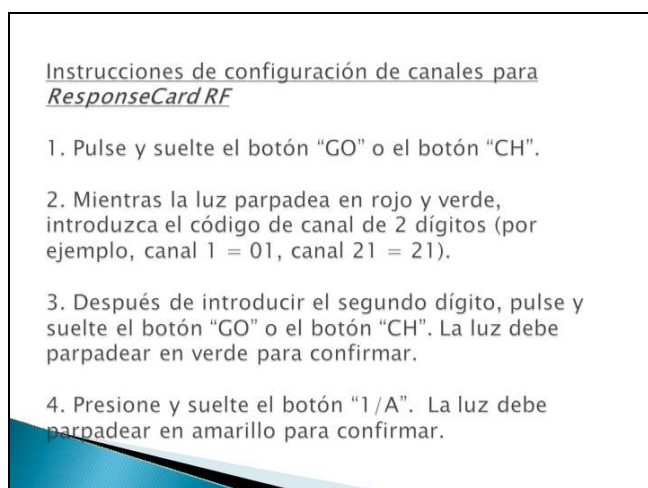 Instrucciones de configuración de canales para
ResponseCard RF
1. Pulse y suelte el botón “GO” o el botón “CH”.
2. Mientras la luz parpadea en rojo y verde,
introduzca el código de canal de 2 dígitos (por
ejemplo, canal 1 = 01, canal 21 = 21).
3. Después de introducir el segundo dígito, pulse y
suelte el botón “GO” o el botón “CH”. La luz debe
parpadear en verde para confirmar.
4. Presione y suelte el botón “1/A”. La luz debe
parpadear en amarillo para confirmar.